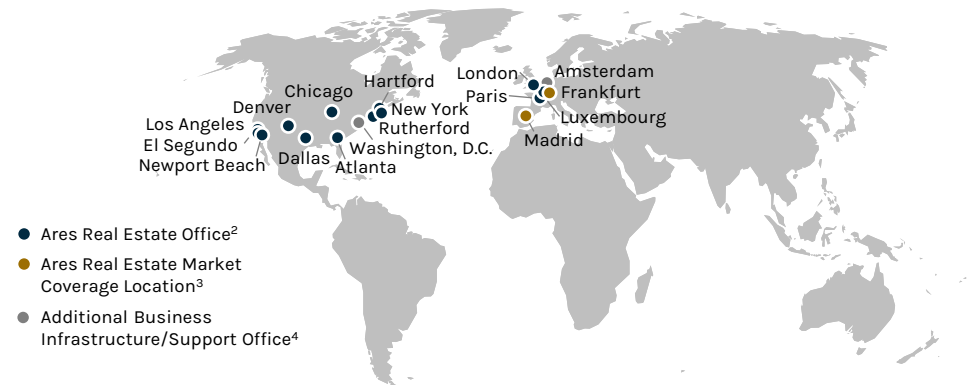 Hartford
Chicago
Denver
New York
Los Angeles
Rutherford
El Segundo
Washington, D.C.
Newport Beach
Dallas
Atlanta
London
Amsterdam
Paris
Frankfurt
Luxembourg
Madrid
Ares Real Estate Office²
Ares Real Estate Market
Coverage Location³
Additional Business
Infrastructure/Support Office⁴